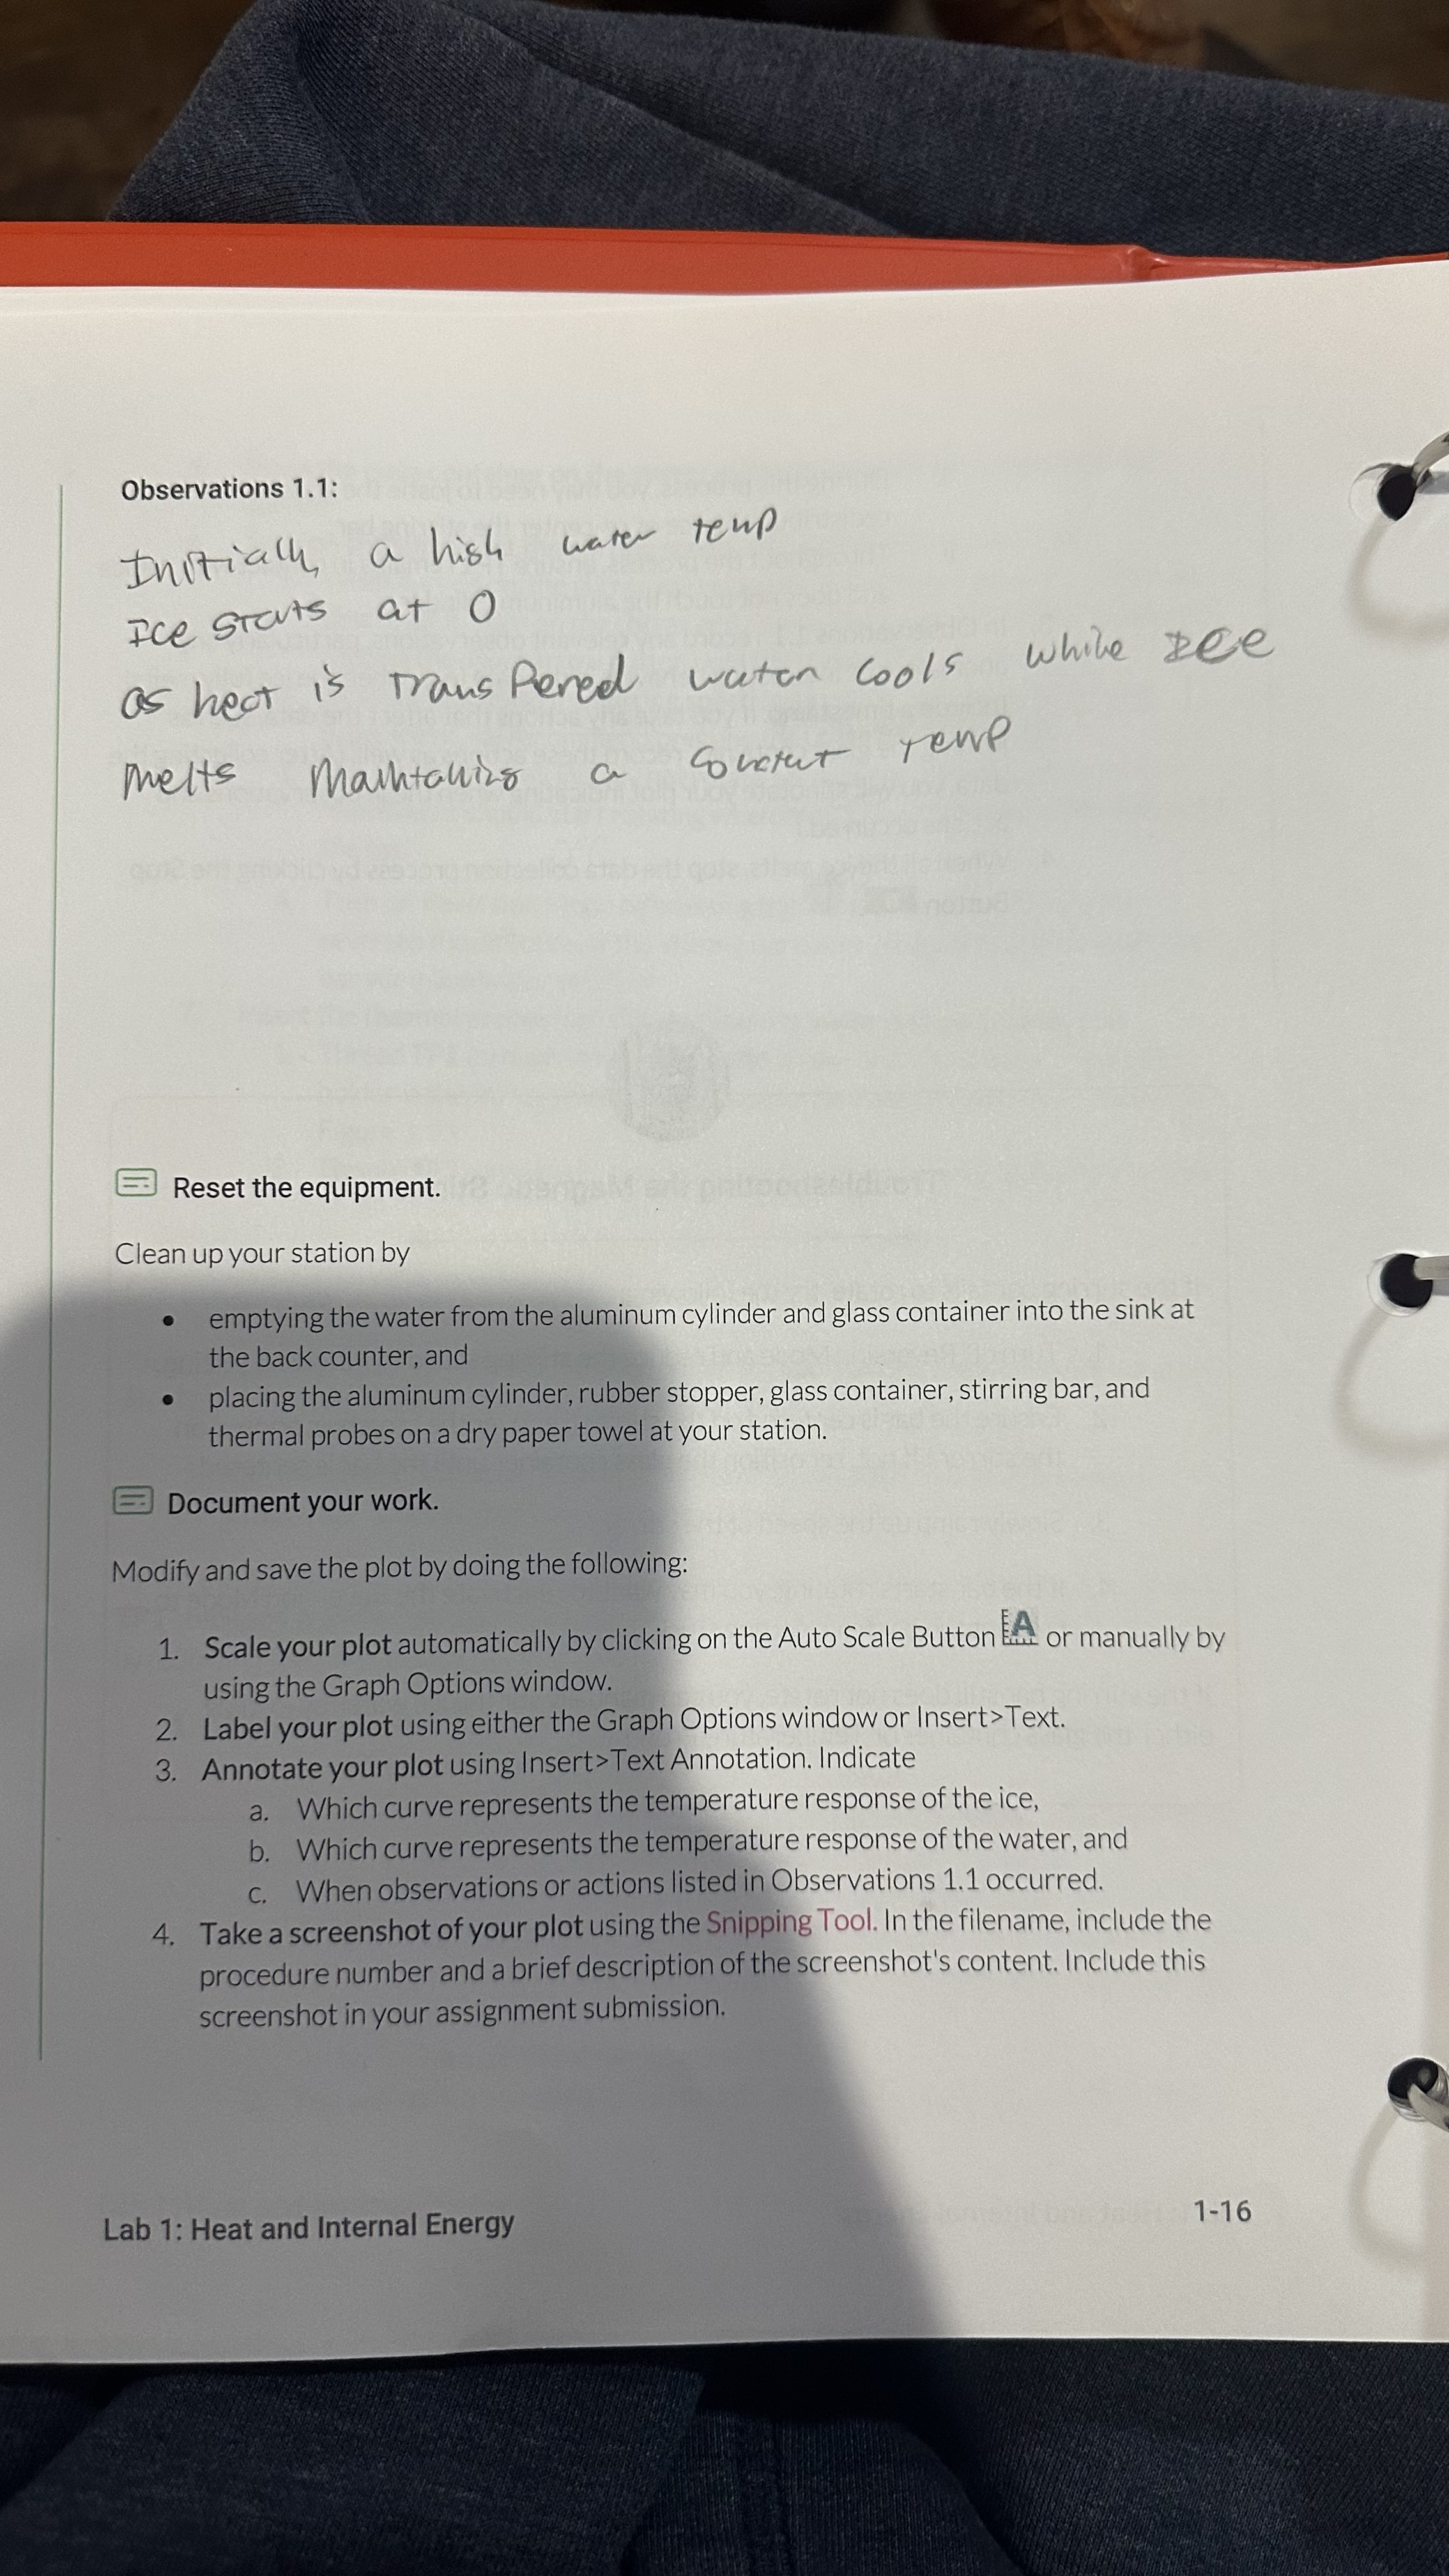 Observations 1.1:
Initially, a high water temp
Ice starts at 0
as heat is transfered water cools while Ice
melts maintaining a constent temp
Reset the equipment.
Clean up your station by
• emptying the water from the aluminum cylinder and glass container into the sink at
the back counter, and
• placing the aluminum cylinder, rubber stopper, glass container, stirring bar, and
thermal probes on a dry paper towel at your station.
Document your work.
Modify and save the plot by doing the following:
1. Scale your plot automatically by clicking on the Auto Scale Button A or manually by
using the Graph Options window.
2. Label your plot using either the Graph Options window or Insert>Text.
3. Annotate your plot using Insert>Text Annotation. Indicate
a. Which curve represents the temperature response of the ice,
b. Which curve represents the temperature response of the water, and
c. When observations or actions listed in Observations 1.1 occurred.
4. Take a screenshot of your plot using the Snipping Tool. In the filename, include the
procedure number and a brief description of the screenshot's content. Include this
screenshot in your assignment submission.
Lab 1: Heat and Internal Energy
1-16